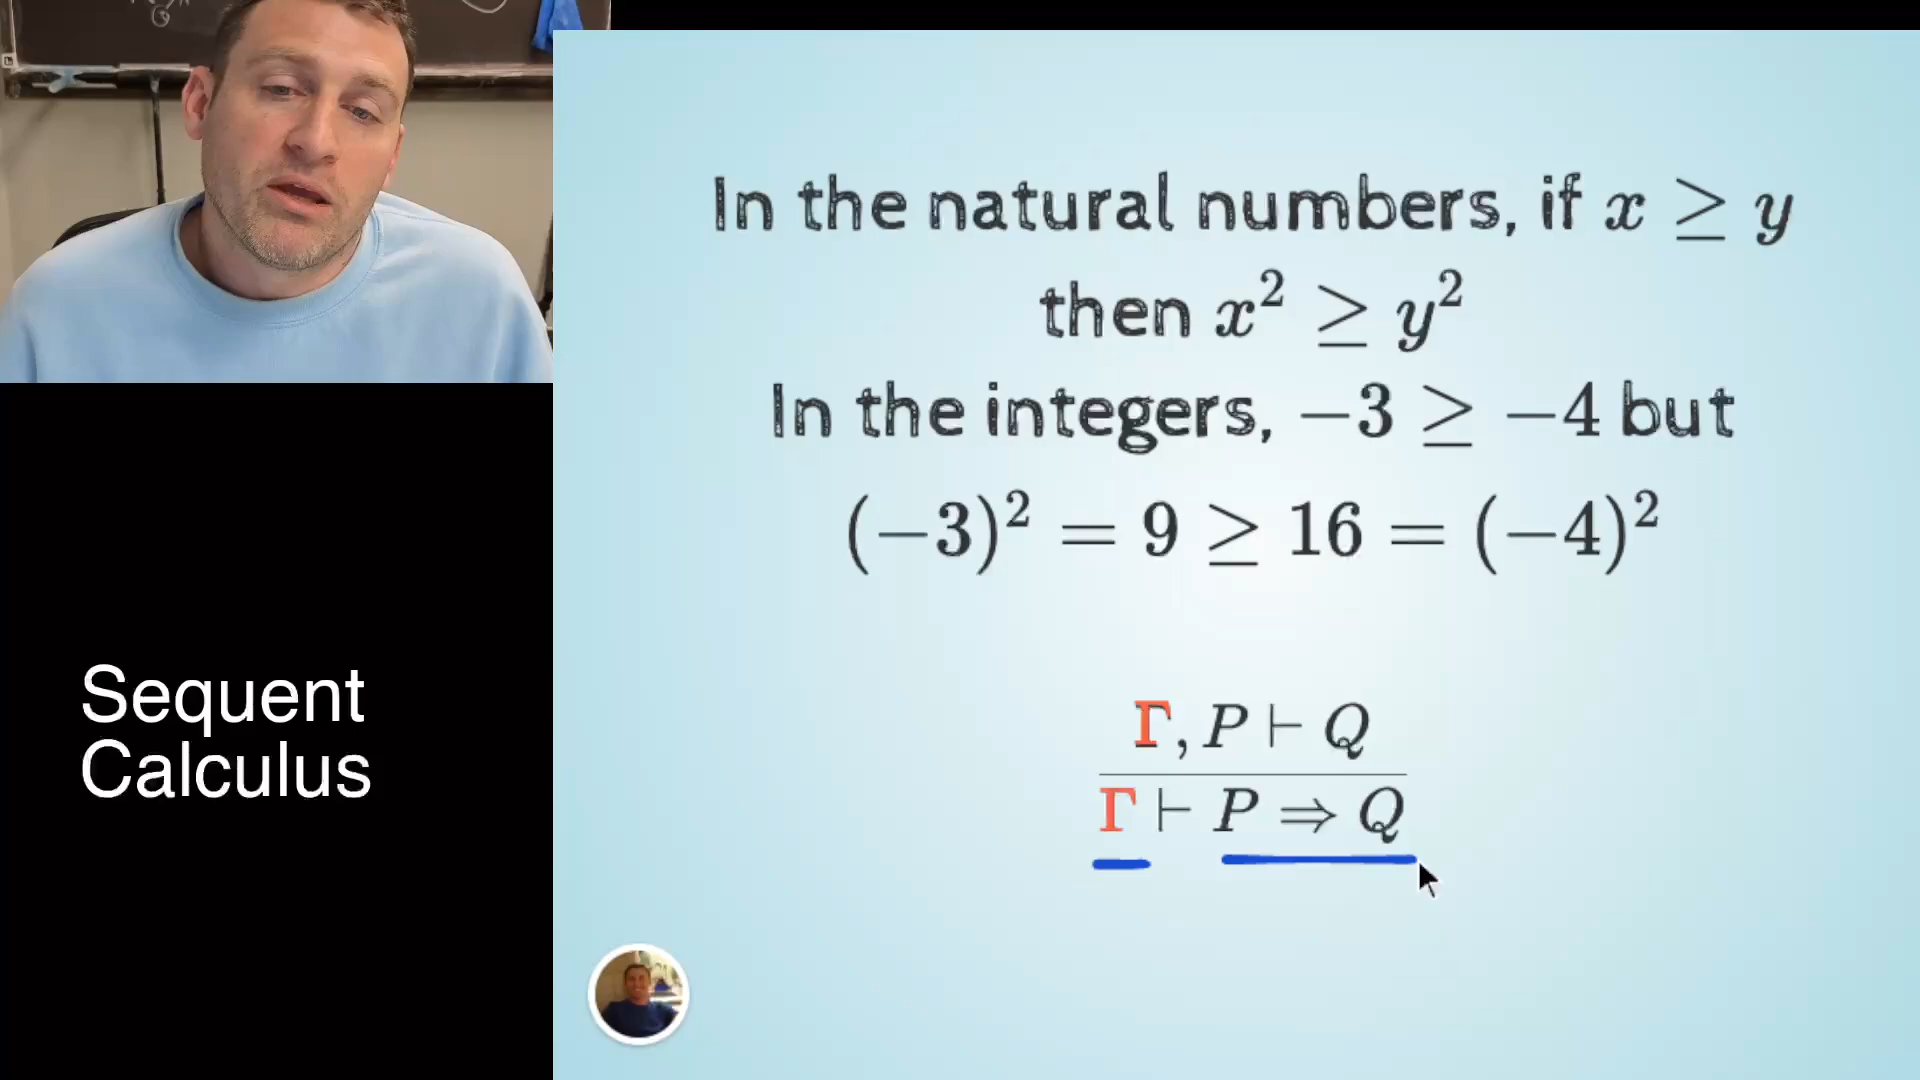 In the natural numbers, if x ≥ y
then x² ≥ y²
In the integers, −3 ≥ −4 but
(−3)² = 9 ≥ 16 = (−4)²
Γ, P ⊢ Q
Γ ⊢ P ⇒ Q
Sequent
Calculus